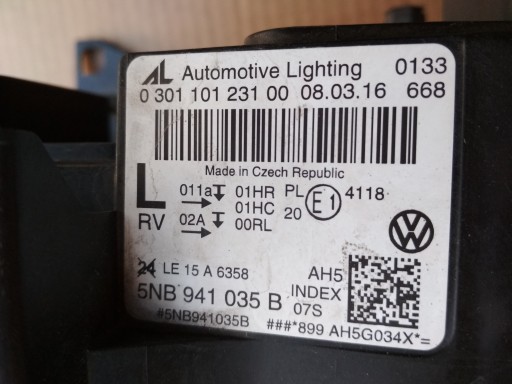 AL Automotive Lighting 0133
0 301 101 231 00 08.03.16 668
Made in Czech Republic
L 011a 01HR PL E1 4118
01HC 20
RV 02A 00RL
24 LE 15 A 6358 AH5
5NB 941 035 B INDEX
07S
#5NB941035B ###*899 AH5G034X*=